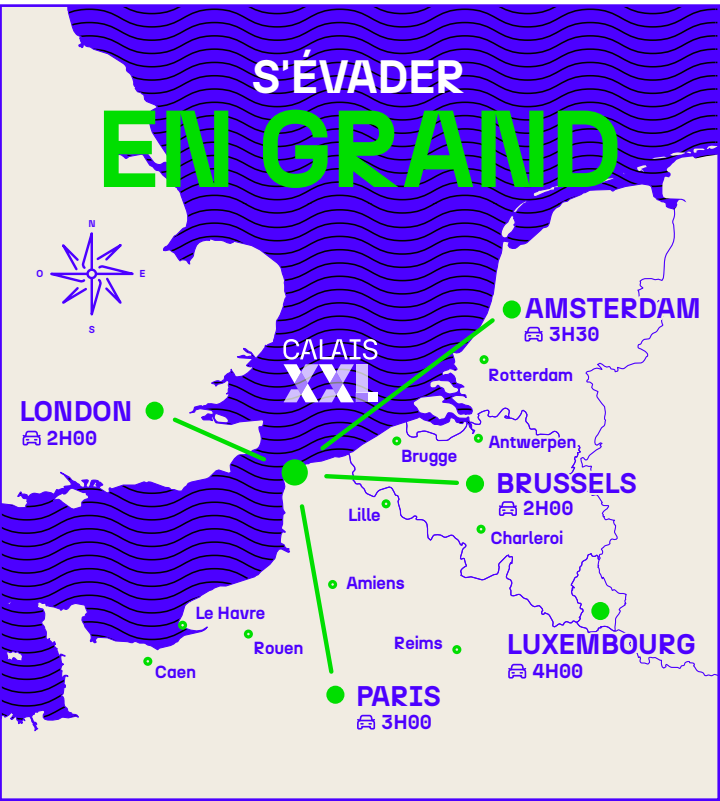 S'ÉVADER
EN GRAND
N
O
E
S
AMSTERDAM
3H30
CALAIS
XXL
Rotterdam
LONDON
2H00
Antwerpen
Brugge
BRUSSELS
2H00
Lille
Charleroi
Amiens
Le Havre
Rouen
Reims
LUXEMBOURG
4H00
Caen
PARIS
3H00